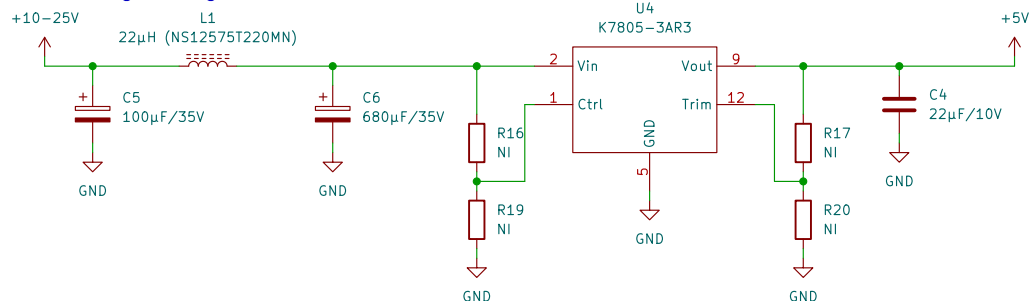 +10-25V
L1
22µH (NS12575T220MN)
U4
K7805-3AR3
+5V
2
Vin
Vout
9
1
Ctrl
Trim
12
GND
5
C5
100µF/35V
C6
680µF/35V
R16
NI
R17
NI
C4
22µF/10V
GND
GND
GND
R19
NI
R20
NI
GND
GND
GND